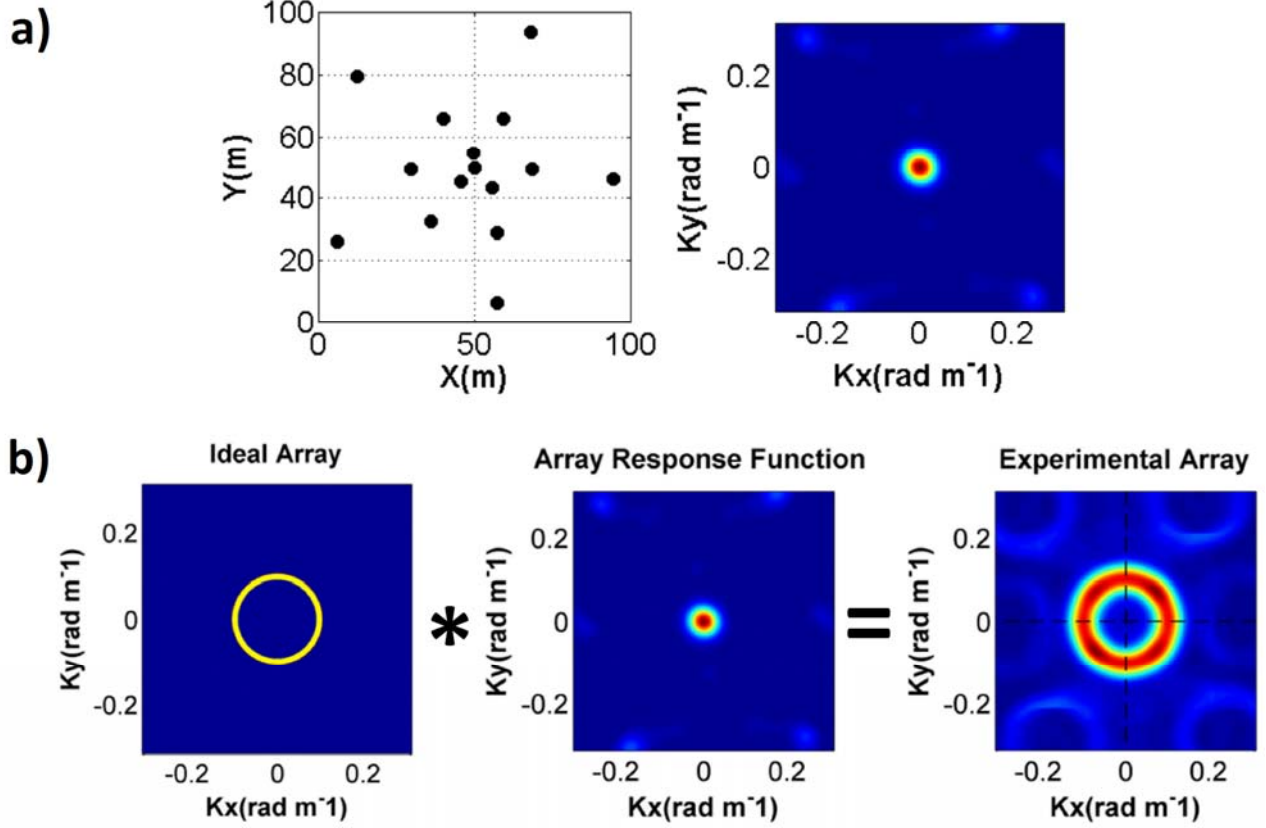 a)
100
80
60
40
20
0
Y(m)
0 50 100
X(m)
0.2
0
-0.2
Ky(rad m-1)
-0.2 0 0.2
Kx(rad m-1)
b)
Ideal Array
0.2
0
-0.2
Ky(rad m-1)
-0.2 0 0.2
Kx(rad m-1)
*
Array Response Function
0.2
0
-0.2
Ky(rad m-1)
-0.2 0 0.2
Kx(rad m-1)
=
Experimental Array
0.2
0
-0.2
Ky(rad m-1)
-0.2 0 0.2
Kx(rad m-1)